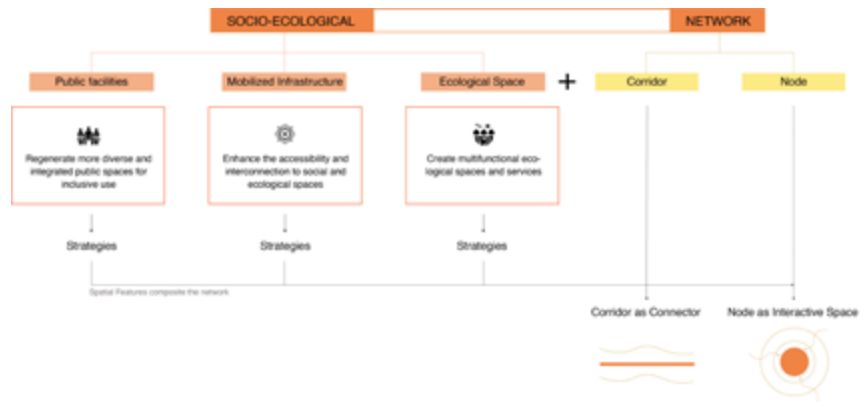 SOCIO-ECOLOGICAL
NETWORK
Public facilities
Mobilized Infrastructure
Ecological Space
+
Corridor
Node
Regenerate more diverse and
integrated public spaces for
inclusive use
Enhance the accessibility and
interconnection to social and
ecological spaces
Create multifunctional eco-
logical spaces and services
Strategies
Strategies
Strategies
Spatial Features composite the network
Corridor as Connector
Node as Interactive Space